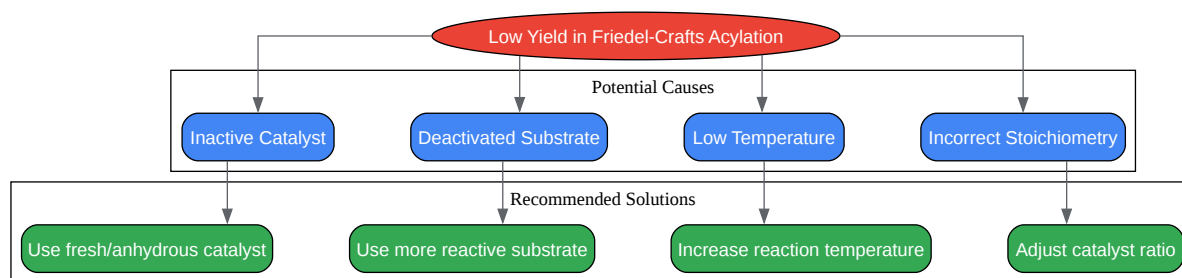 Low Yield in Friedel-Crafts Acylation
Potential Causes
Inactive Catalyst
Deactivated Substrate
Low Temperature
Incorrect Stoichiometry
Recommended Solutions
Use fresh/anhydrous catalyst
Use more reactive substrate
Increase reaction temperature
Adjust catalyst ratio